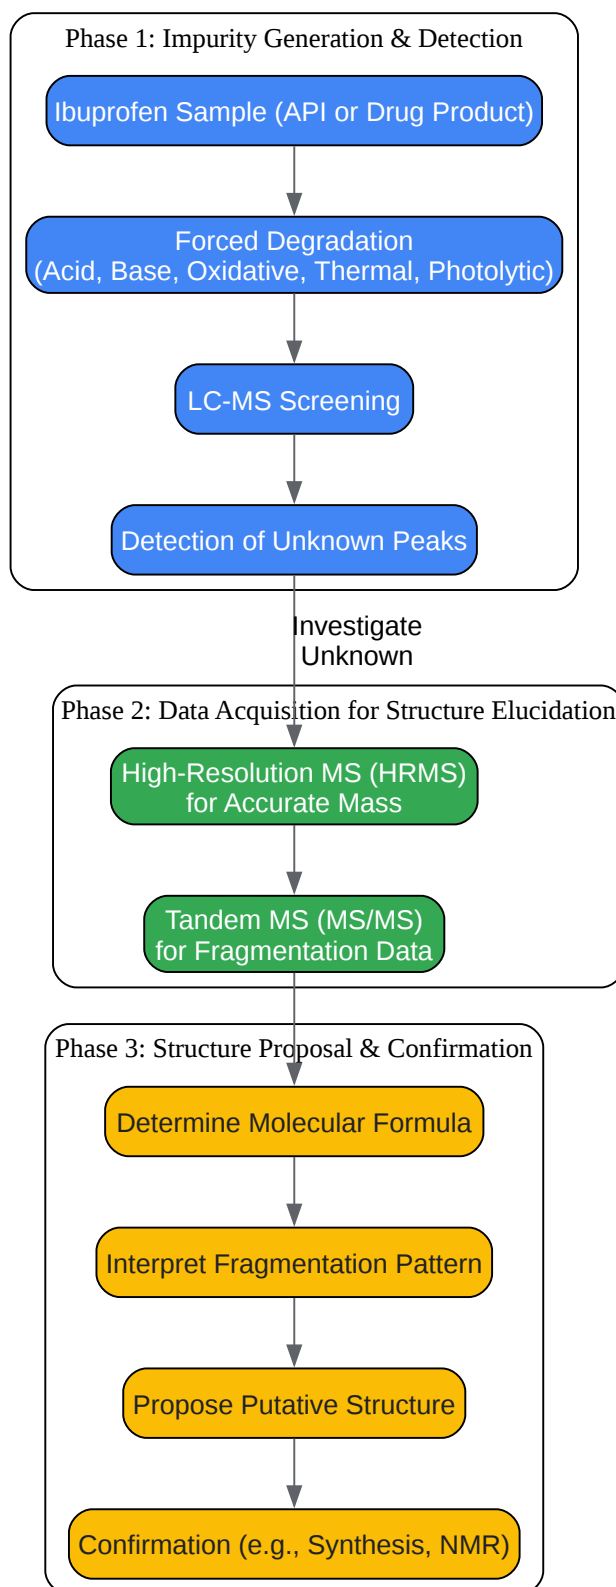 Phase 1: Impurity Generation & Detection
Ibuprofen Sample (API or Drug Product)
Forced Degradation
(Acid, Base, Oxidative, Thermal, Photolytic)
LC-MS Screening
Detection of Unknown Peaks
Investigate
Unknown
Phase 2: Data Acquisition for Structure Elucidation
High-Resolution MS (HRMS)
for Accurate Mass
Tandem MS (MS/MS)
for Fragmentation Data
Phase 3: Structure Proposal & Confirmation
Determine Molecular Formula
Interpret Fragmentation Pattern
Propose Putative Structure
Confirmation (e.g., Synthesis, NMR)